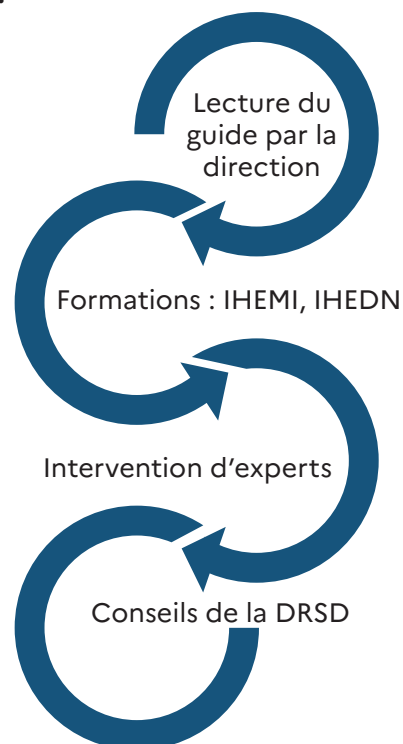 Lecture du
guide par la
direction
Formations : IHEMI, IHEDN
Intervention d’experts
Conseils de la DRSD